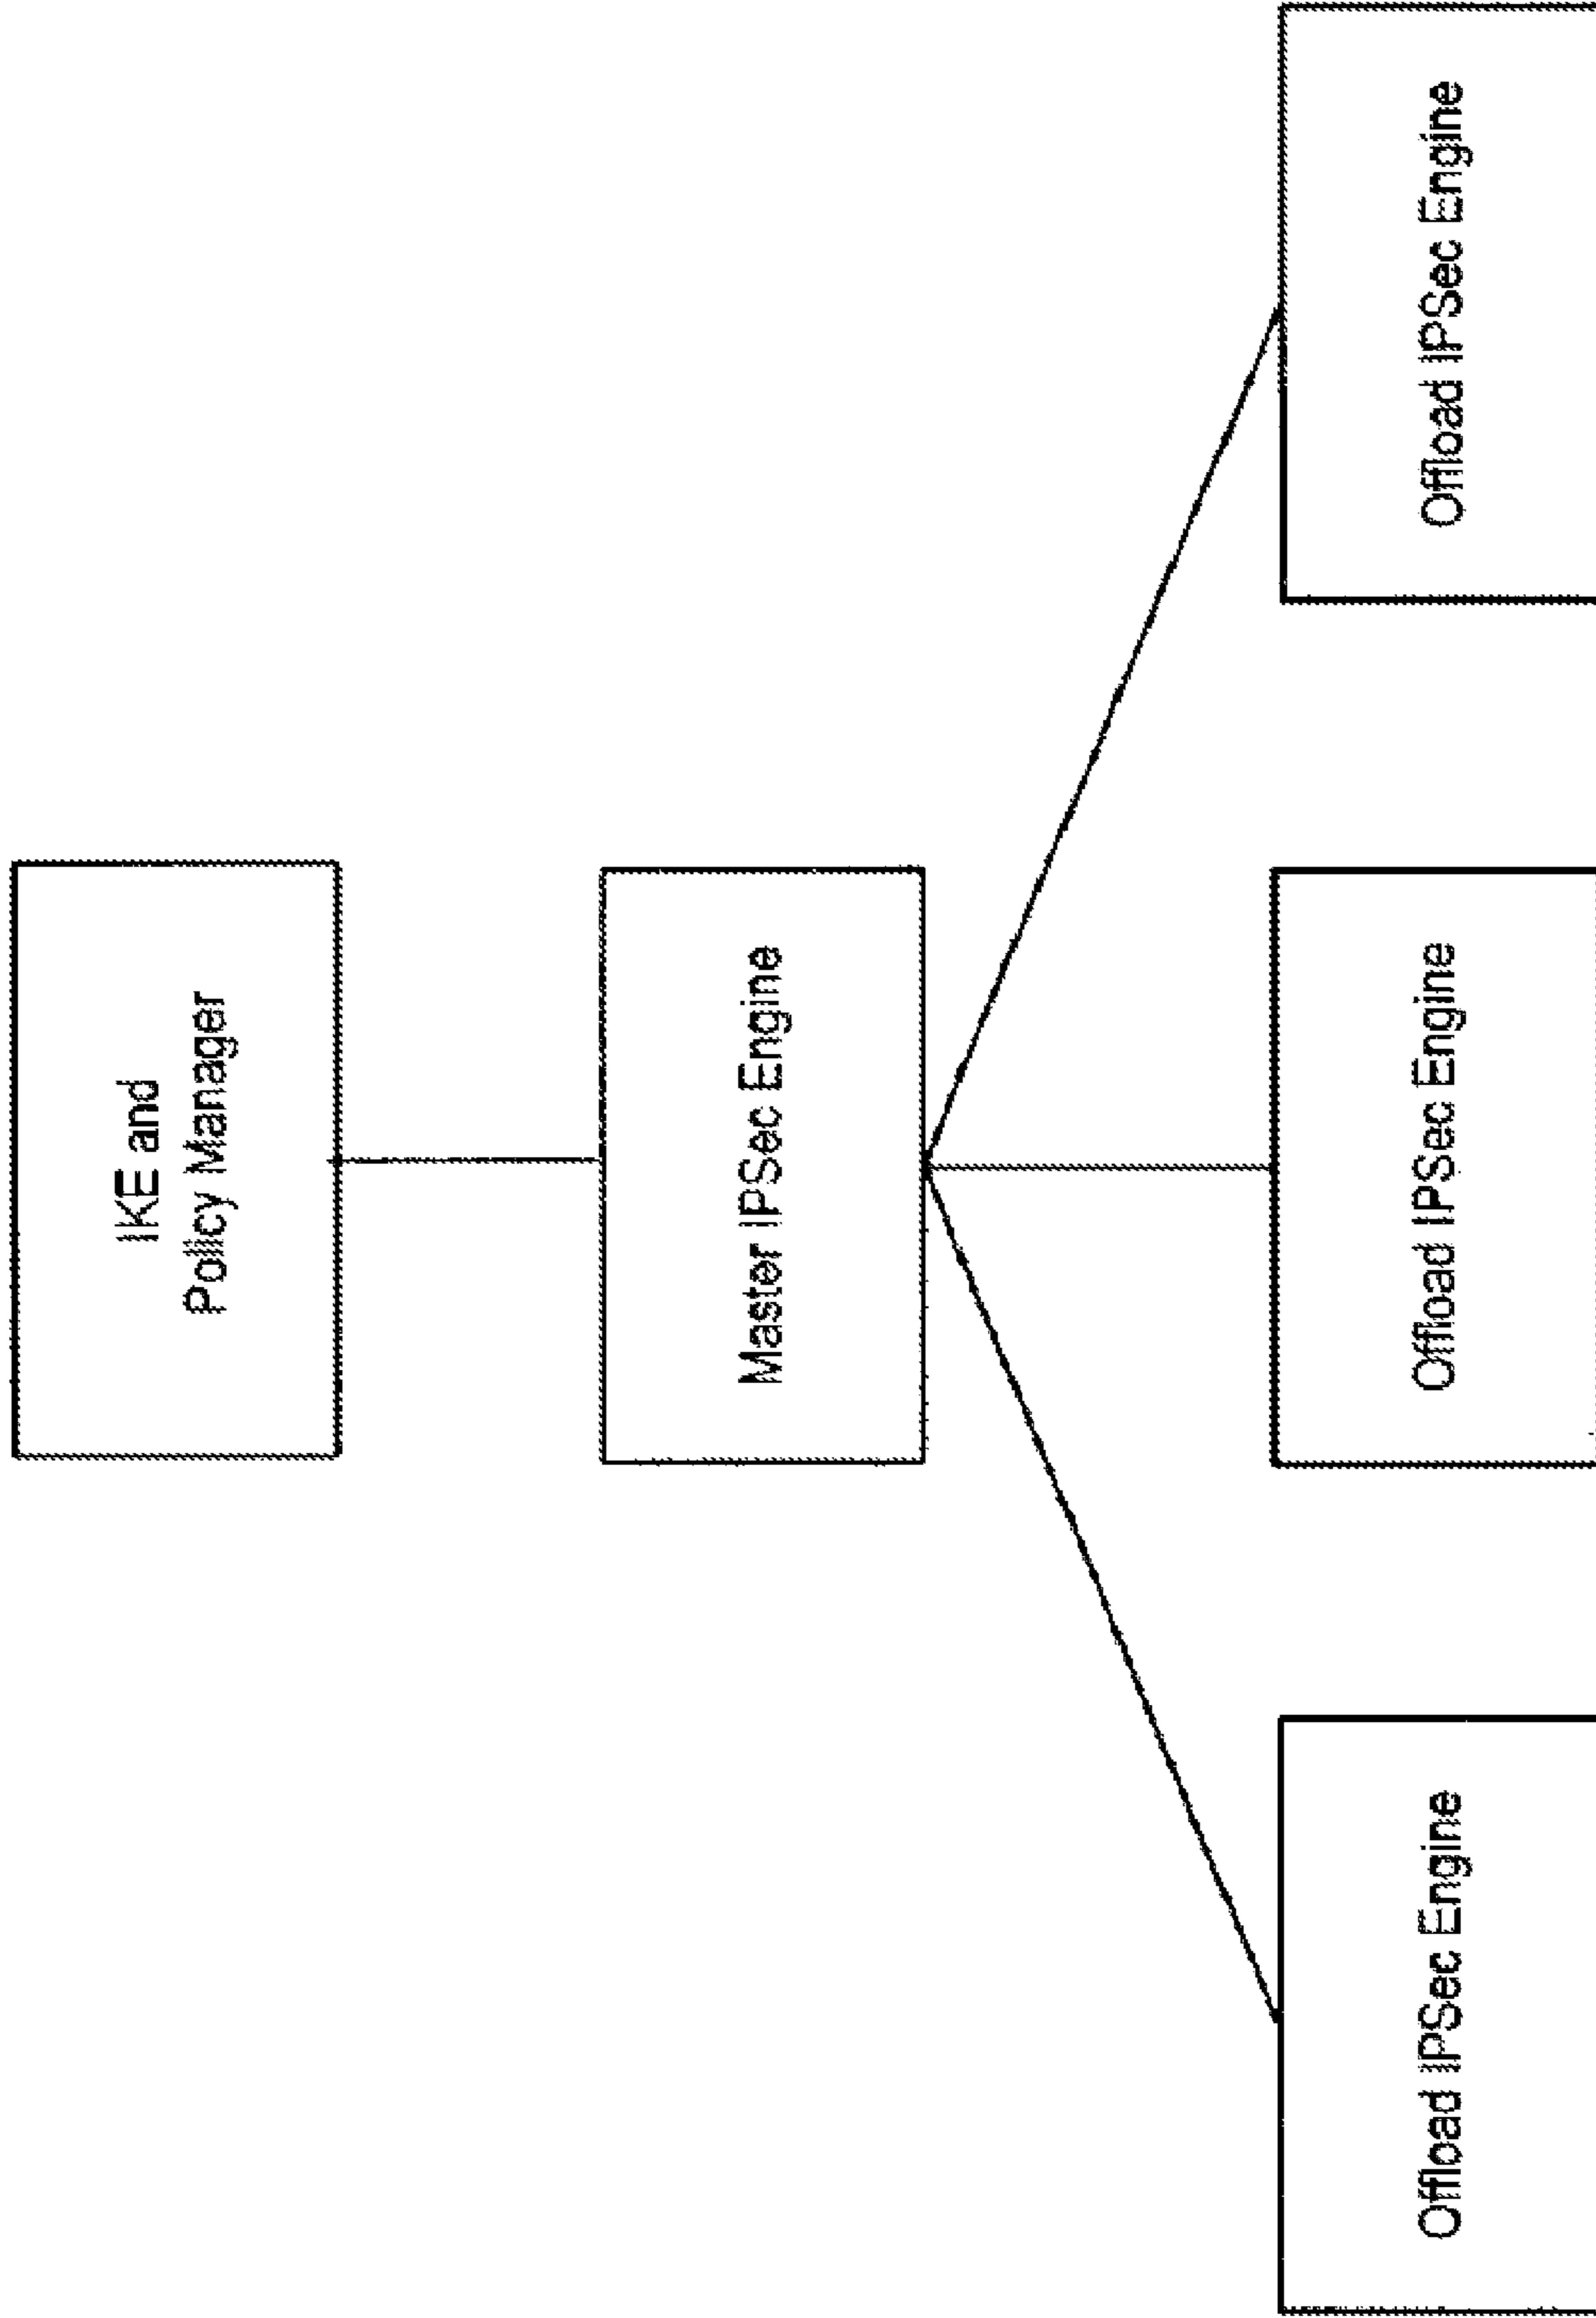 IKE and
Policy Manager
Master IPSec Engine
Offload IPSec Engine
Offload IPSec Engine
Offload IPSec Engine